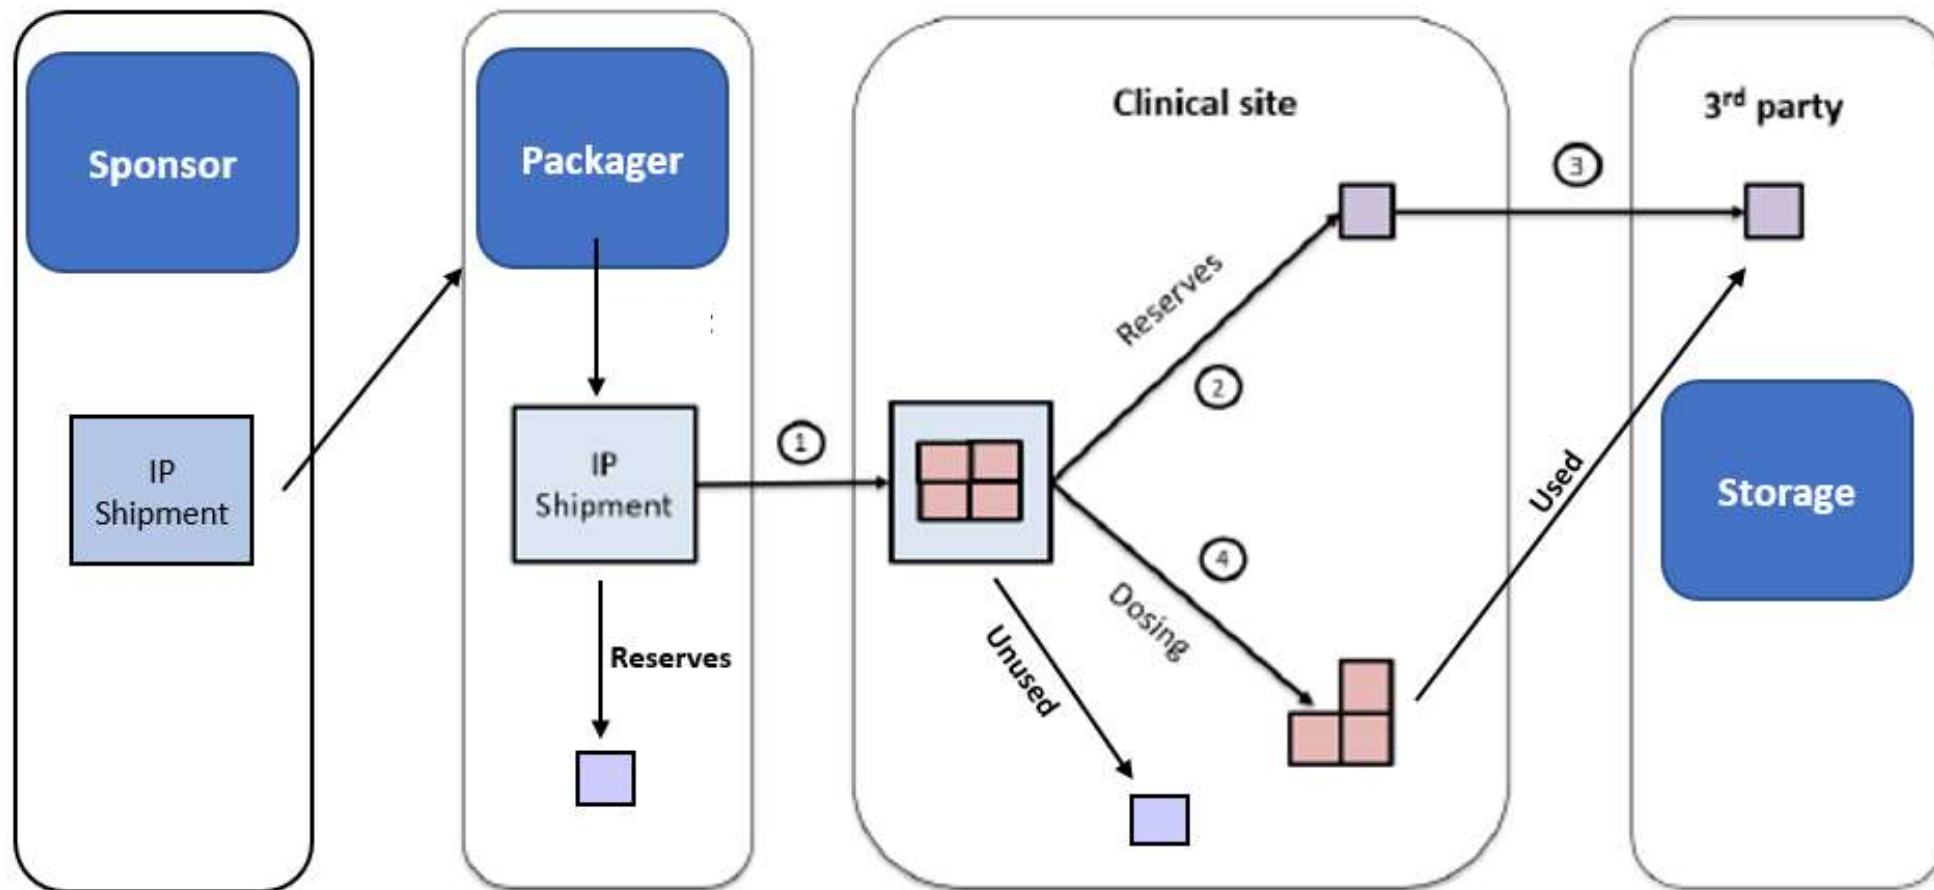 Sponsor
IP
Shipment
Packager
:
IP
Shipment
Reserves
1
Clinical site
Reserves
2
4
Dosing
Unused
3
3rd party
Used
Storage